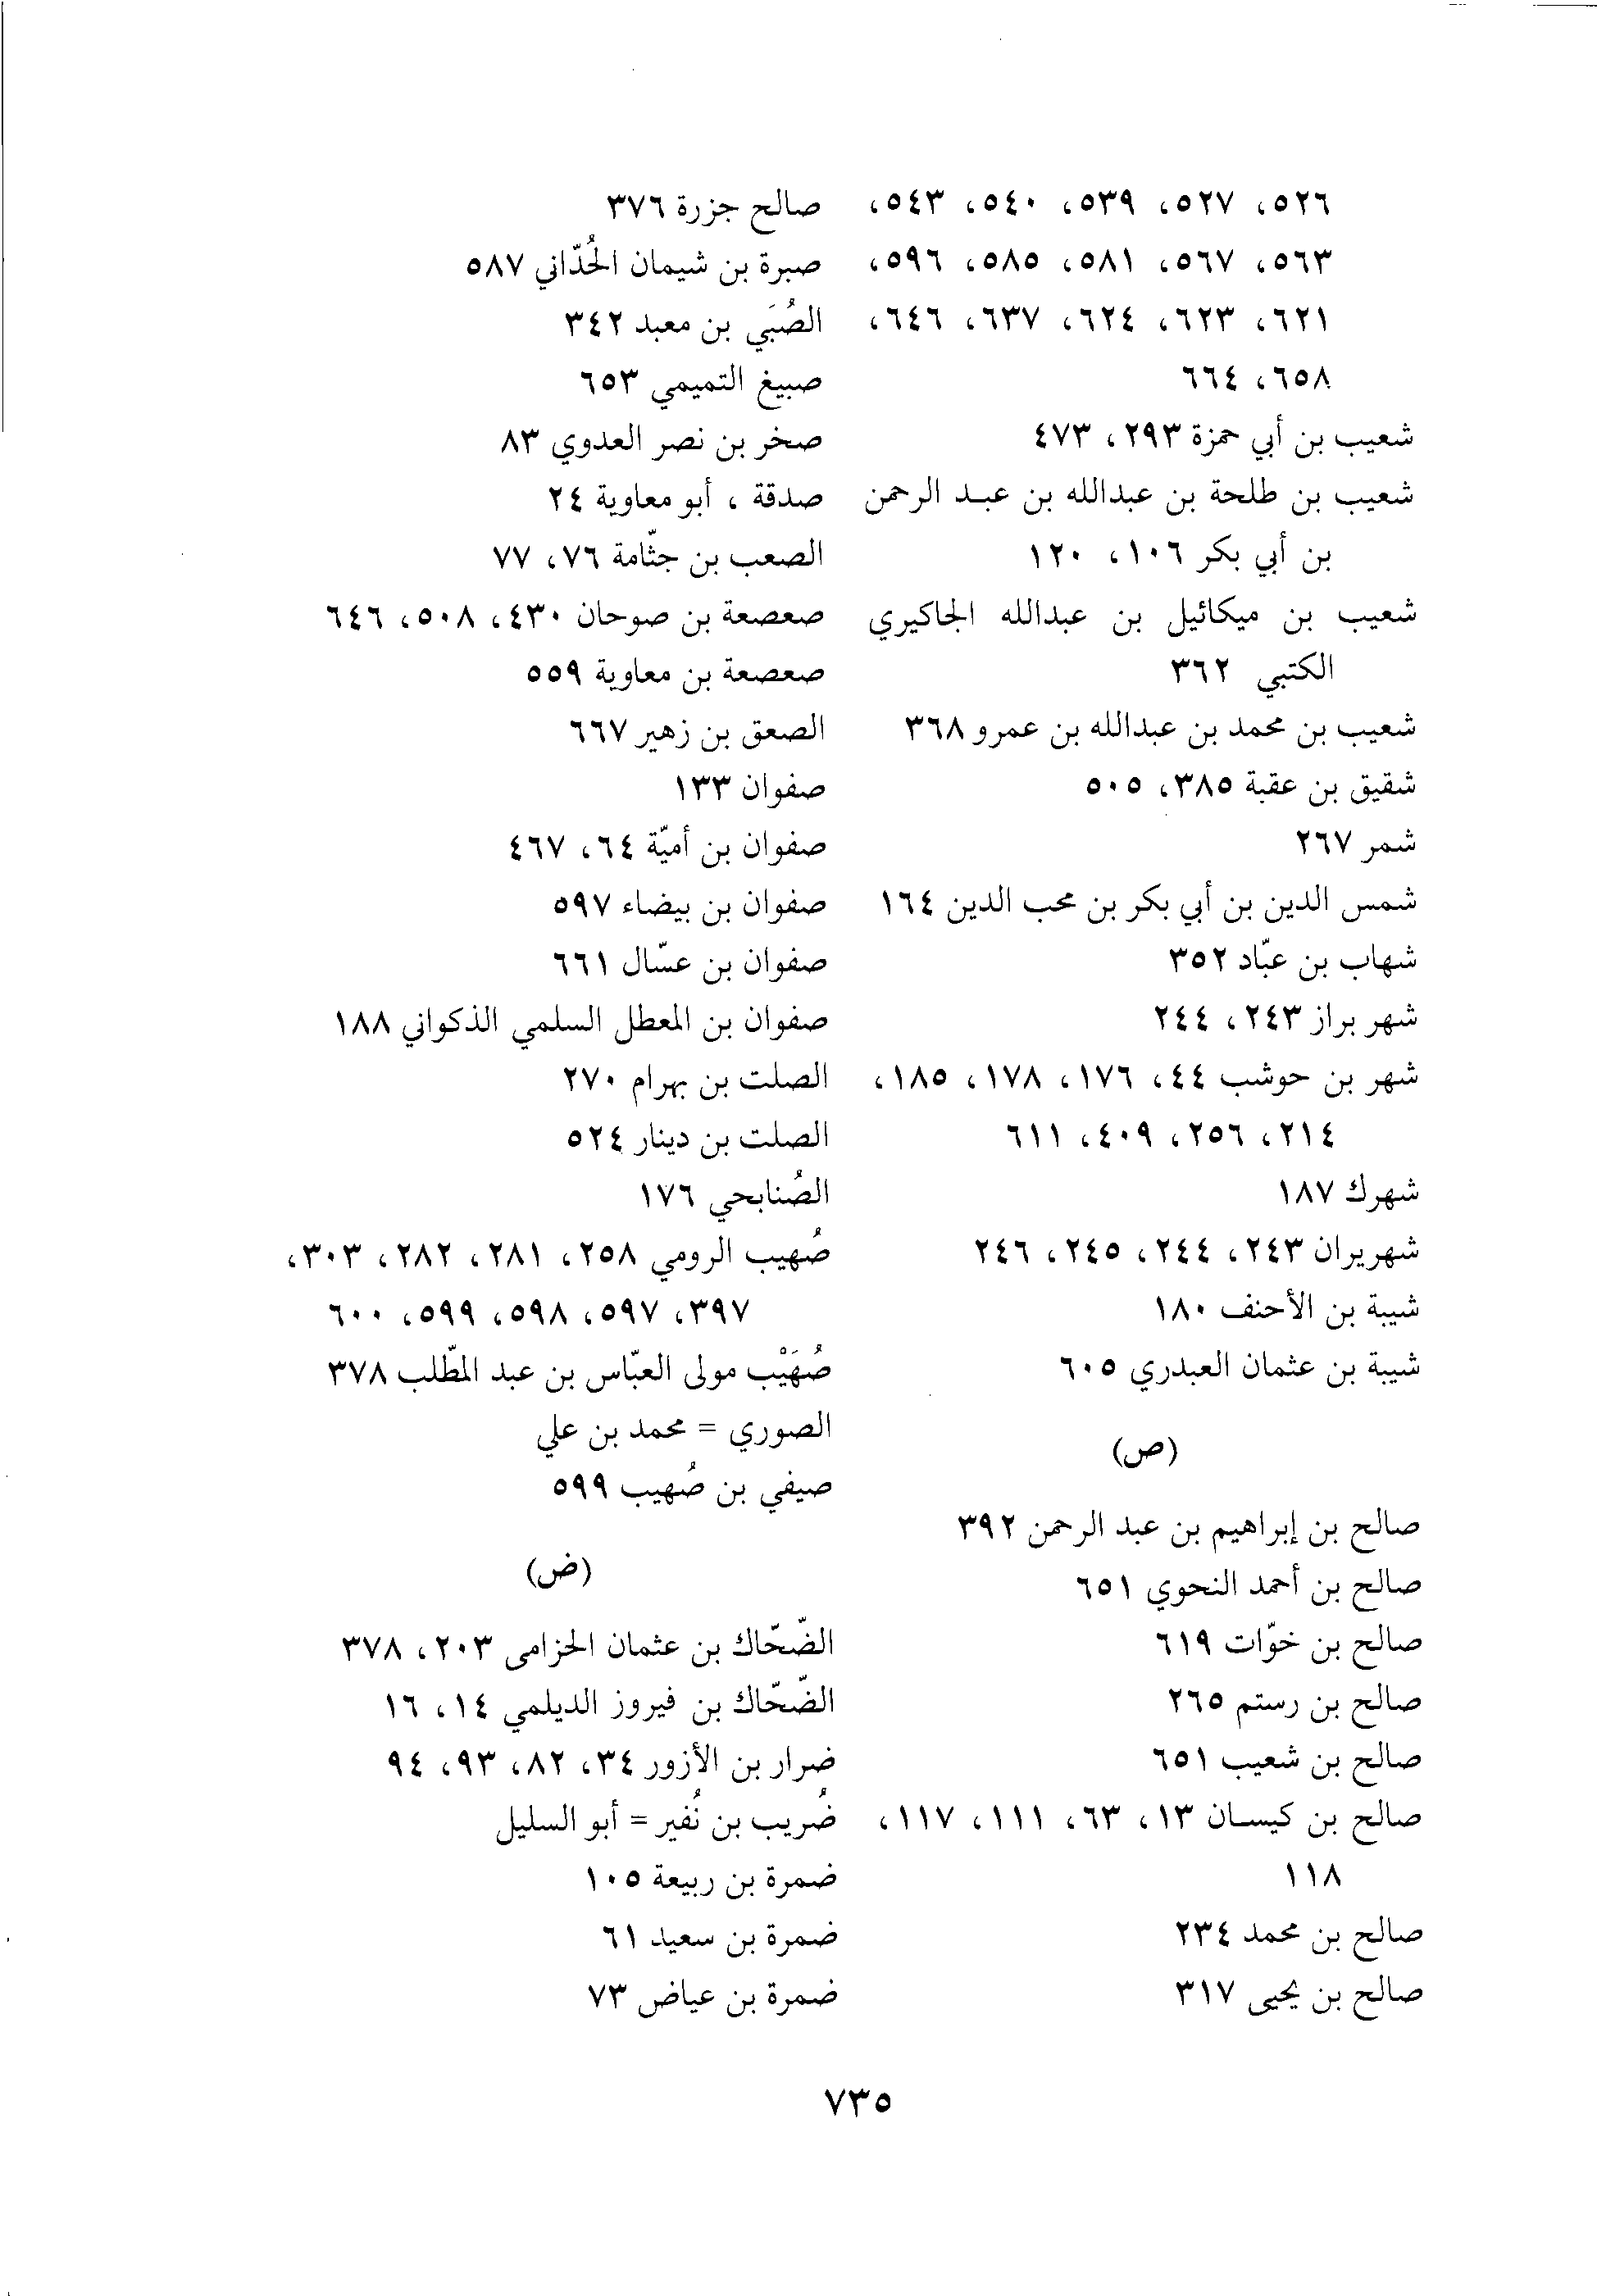 ٥٢٦، ٥٢٧، ٥٣٩، ٥٤٠، ٥٤٣،
٥٦٣، ٥٦٧، ٥٨١، ٥٨٥، ٥٩٦،
٦٢١، ٦٢٣، ٦٢٤، ٦٣٧، ٦٤٦،
٦٥٨، ٦٦٤
شعيب بن أبي حمزة ٢٩٣، ٤٧٣
شعيب بن طلحة بن عبدالله بن عبد الرحمن
بن أبي بكر ١٠٦، ١٢٠
شعيب بن ميكائيل بن عبدالله الجاكيري
الكتبي ٣٦٢
شعيب بن محمد بن عبدالله بن عمرو ٣٦٨
شقيق بن عقبة ٣٨٥، ٥٠٥
شمر ٢٦٧
شمس الدين بن أبي بكر بن محب الدين ١٦٤
شهاب بن عبّاد ٣٥٢
شهر براز ٢٤٣، ٢٤٤
شهر بن حوشب ٤٤، ١٧٦، ١٧٨، ١٨٥،
٢١٤، ٢٥٦، ٤٠٩، ٦١١
شهرك ١٨٧
شهريران ٢٤٣، ٢٤٤، ٢٤٥، ٢٤٦
شيبة بن الأحنف ١٨٠
شيبة بن عثمان العبدري ٦٠٥
(ص)
صالح بن إبراهيم بن عبد الرحمن ٣٩٢
صالح بن أحمد النحوي ٦٥١
صالح بن خوّات ٦١٩
صالح بن رستم ٢٦٥
صالح بن شعيب ٦٥١
صالح بن كيسان ١٣، ٦٣، ١١١، ١١٧،
١١٨
صالح بن محمد ٢٣٤
صالح بن يحيى ٣١٧
صالح جزرة ٣٧٦
صبرة بن شيمان الحُدّاني ٥٨٧
الصُبَي بن معبد ٣٤٢
صبيغ التميمي ٦٥٣
صخر بن نصر العدوي ٨٣
صدقة ، أبو معاوية ٢٤
الصعب بن جثّامة ٧٦، ٧٧
صعصعة بن صوحان ٤٣٠، ٥٠٨، ٦٤٦
صعصعة بن معاوية ٥٥٩
الصعق بن زهير ٦٦٧
صفوان ١٣٣
صفوان بن أميّة ٦٤، ٤٦٧
صفوان بن بيضاء ٥٩٧
صفوان بن عسّال ٦٦١
صفوان بن المعطل السلمي الذكواني ١٨٨
الصلت بن بهرام ٢٧٠
الصلت بن دينار ٥٢٤
الصُنابحي ١٧٦
صُهيب الرومي ٢٥٨، ٢٨١، ٢٨٢، ٣٠٣،
٣٩٧، ٥٩٧، ٥٩٨، ٥٩٩، ٦٠٠
صُهَيْب مولى العبّاس بن عبد المطّلب ٣٧٨
الصوري = محمد بن علي
صيفي بن صُهيب ٥٩٩
(ض)
الضّحّاك بن عثمان الحزامى ٢٠٣، ٣٧٨
الضّحّاك بن فيروز الديلمي ١٤، ١٦
ضرار بن الأزور ٣٤، ٨٢، ٩٣، ٩٤
ضُريب بن نُفير = أبو السليل
ضمرة بن ربيعة ١٠٥
ضمرة بن سعيد ٦١
ضمرة بن عياض ٧٣
٧٣٥